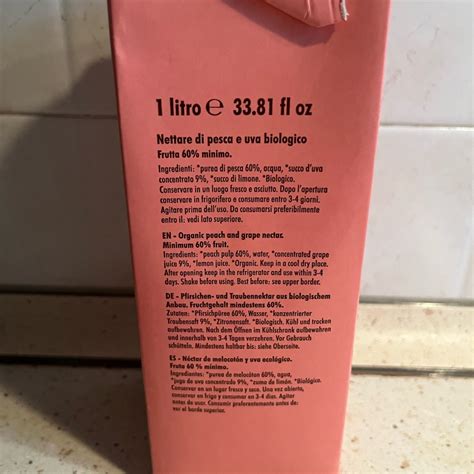 1 litro ℮ 33.81 fl oz
Nettare di pesca e uva biologico
Frutta 60% minimo.
Ingredienti: *purea di pesca 60%, acqua, *succo d'uva
concentrato 9%, *succo di limone. *Biologico.
Conservare in un luogo fresco e asciutto. Dopo l'apertura
conservare in frigorifero e consumare entro 3-4 giorni.
Agitare prima dell'uso. Da consumarsi preferibilmente
entro il: vedi lato superiore.
EN - Organic peach and grape nectar.
Minimum 60% fruit.
Ingredients: *peach pulp 60%, water, *concentrated grape
juice 9%, *lemon juice. *Organic. Keep in a cool dry place.
After opening keep in the refrigerator and use within 3-4
days. Shake before using. Best before: see upper border.
DE - Pfirsichen- und Traubennektar aus biologischem
Anbau. Fruchtgehalt mindestens 60%.
Zutaten: *Pfirsichpüree 60%, Wasser, *konzentrierter
Traubensaft 9%, *Zitronensaft. *Biologisch. Kühl und trocken
aufbewahren. Nach dem Öffnen im Kühlschrank aufbewahren
und innerhalb von 3-4 Tagen verzehren. Vor Gebrauch
schütteln. Mindestens haltbar bis: siehe Oberseite.
ES - Néctar de melocotón y uva ecológico.
Fruta 60 % minimo.
Ingredientes: *purea de melocotón 60%, agua,
*jugo de uva concentrado 9%, *zumo de limón. *Biológico.
Conservar en un lugar fresco y seco. Una vez abierto,
conservar en frigo y consumar en 3-4 dias. Agitar
antes de usar. Consumir preferentemente antes de:
ver el borde superior.